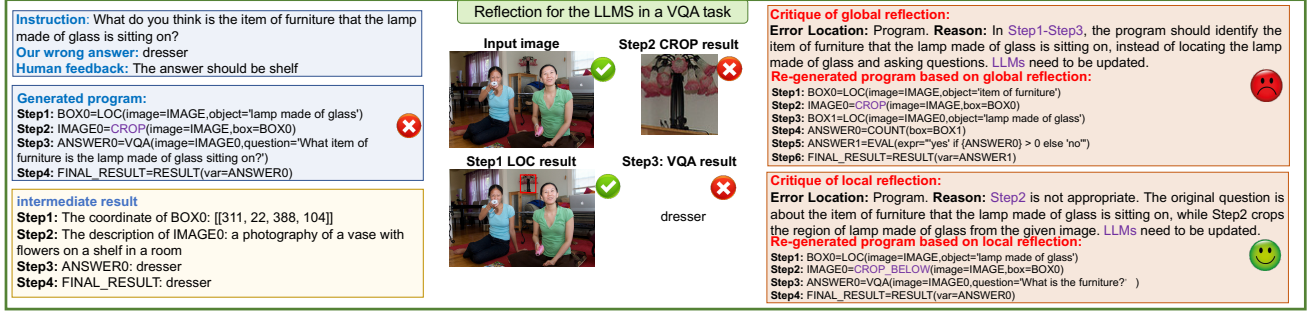 Reflection for the LLMS in a VQA task
Instruction: What do you think is the item of furniture that the lamp
made of glass is sitting on?
Our wrong answer: dresser
Human feedback: The answer should be shelf
Generated program:
Step1: BOX0=LOC(image=IMAGE,object='lamp made of glass')
Step2: IMAGE0=CROP(image=IMAGE,box=BOX0)
Step3: ANSWER0=VQA(image=IMAGE0,question='What item of
furniture is the lamp made of glass sitting on?')
Step4: FINAL_RESULT=RESULT(var=ANSWER0)
intermediate result
Step1: The coordinate of BOX0: [[311, 22, 388, 104]]
Step2: The description of IMAGE0: a photography of a vase with
flowers on a shelf in a room
Step3: ANSWER0: dresser
Step4: FINAL_RESULT: dresser
Input image
Step2 CROP result
Step1 LOC result
Step3: VQA result
dresser
Critique of global reflection:
Error Location: Program. Reason: In Step1-Step3, the program should identify the
item of furniture that the lamp made of glass is sitting on, instead of locating the lamp
made of glass and asking questions. LLMs need to be updated.
Re-generated program based on global reflection:
Step1: BOX0=LOC(image=IMAGE,object='item of furniture')
Step2: IMAGE0=CROP(image=IMAGE,box=BOX0)
Step3: BOX1=LOC(image=IMAGE0,object='lamp made of glass')
Step4: ANSWER0=COUNT(box=BOX1)
Step5: ANSWER1=EVAL(expr="'yes' if {ANSWER0} > 0 else 'no'")
Step6: FINAL_RESULT=RESULT(var=ANSWER1)
Critique of local reflection:
Error Location: Program. Reason: Step2 is not appropriate. The original question is
about the item of furniture that the lamp made of glass is sitting on, while Step2 crops
the region of lamp made of glass from the given image. LLMs need to be updated.
Re-generated program based on local reflection:
Step1: BOX0=LOC(image=IMAGE,object='lamp made of glass')
Step2: IMAGE0=CROP_BELOW(image=IMAGE,box=BOX0)
Step3: ANSWER0=VQA(image=IMAGE0,question='What is the furniture?' )
Step4: FINAL_RESULT=RESULT(var=ANSWER0)